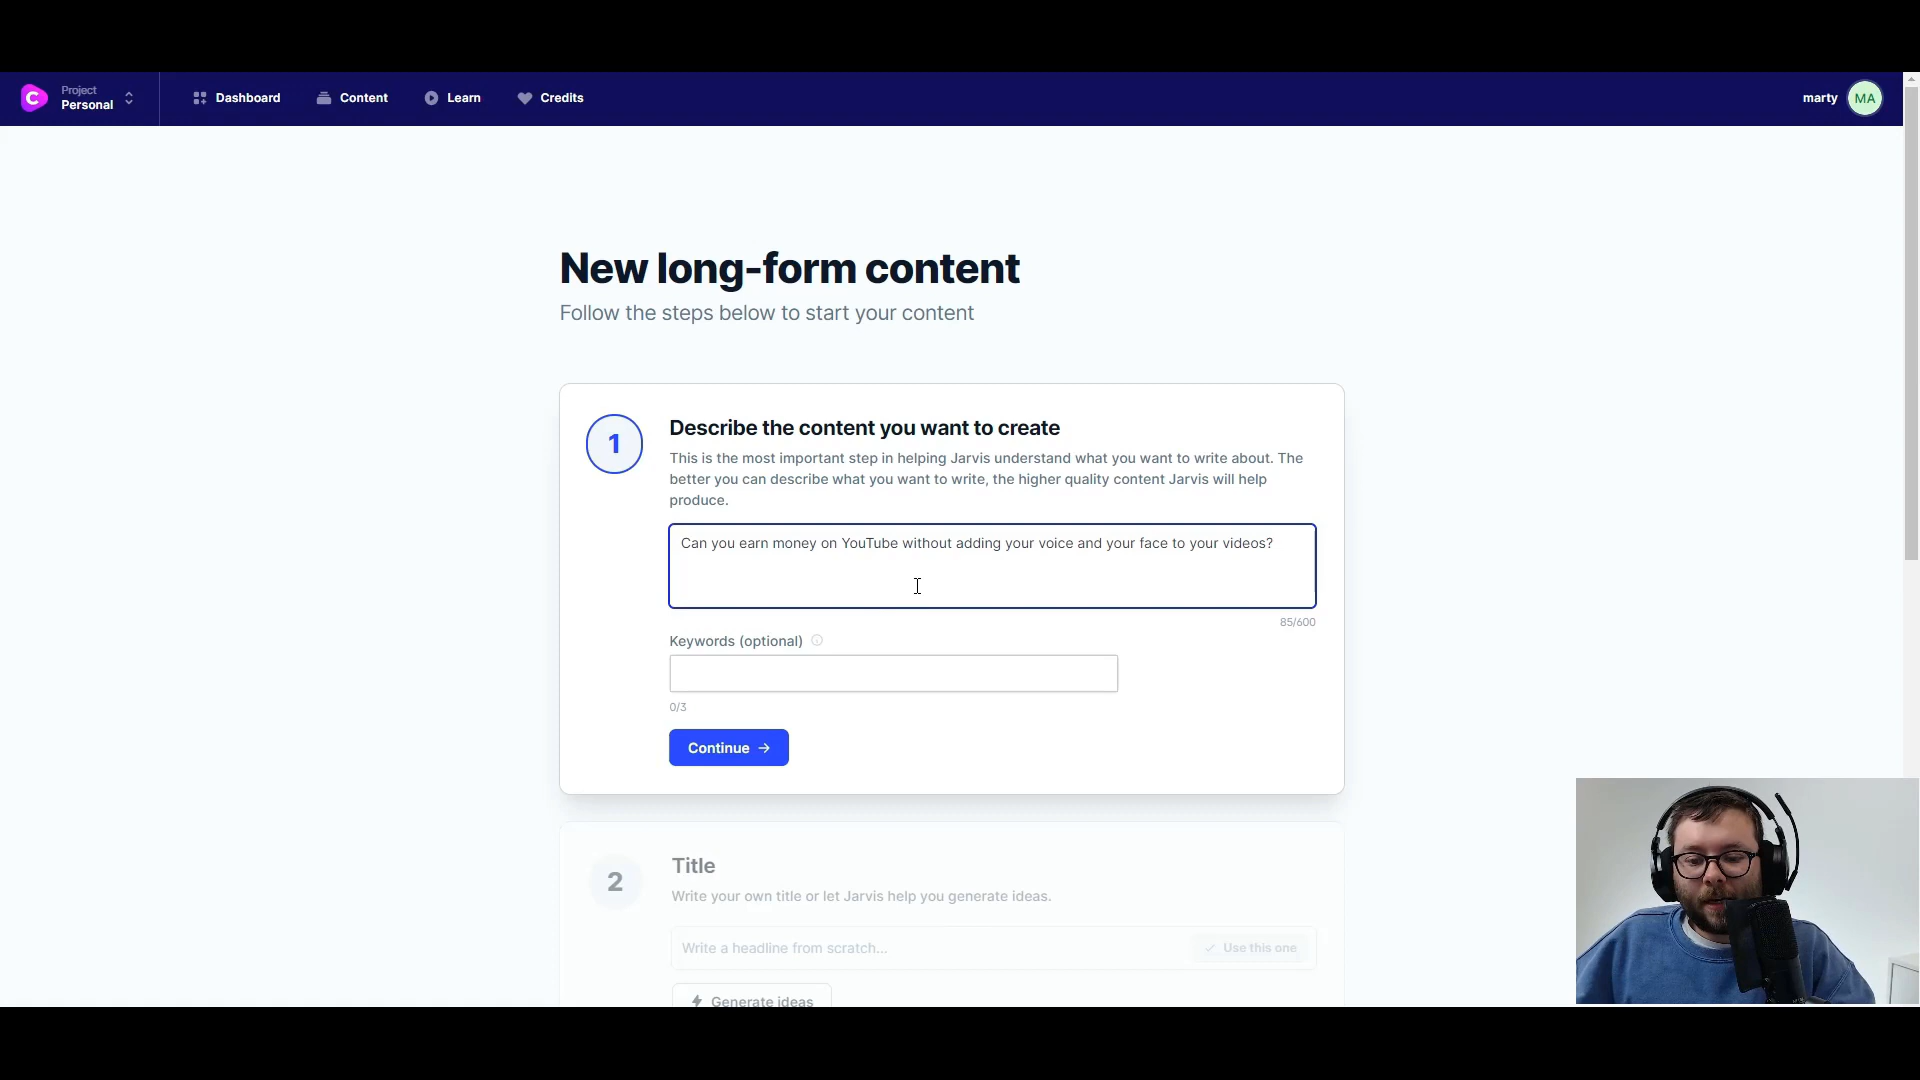 Project
Personal
Dashboard
Content
Learn
Credits
marty
MA
C
New long-form content
Follow the steps below to start your content
1
Describe the content you want to create
This is the most important step in helping Jarvis understand what you want to write about. The
better you can describe what you want to write, the higher quality content Jarvis will help
produce.
Can you earn money on YouTube without adding your voice and your face to your videos?
85/600
Keywords (optional)
0/3
Continue →
2
Title
Write your own title or let Jarvis help you generate ideas.
Write a headline from scratch...
Use this one
Generate ideas